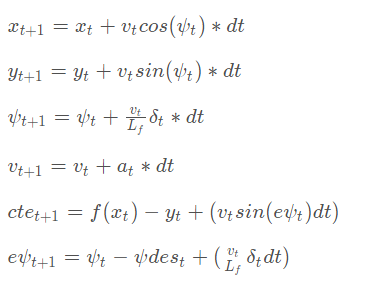 x_{t+1} = x_t + v_t cos(ψ_t) * dt
y_{t+1} = y_t + v_t sin(ψ_t) * dt
ψ_{t+1} = ψ_t + \frac{v_t}{L_f} δ_t * dt
v_{t+1} = v_t + a_t * dt
cte_{t+1} = f(x_t) − y_t + (v_t sin(eψ_t)dt)
eψ_{t+1} = ψ_t − ψdes_t + (\frac{v_t}{L_f} δ_t dt)